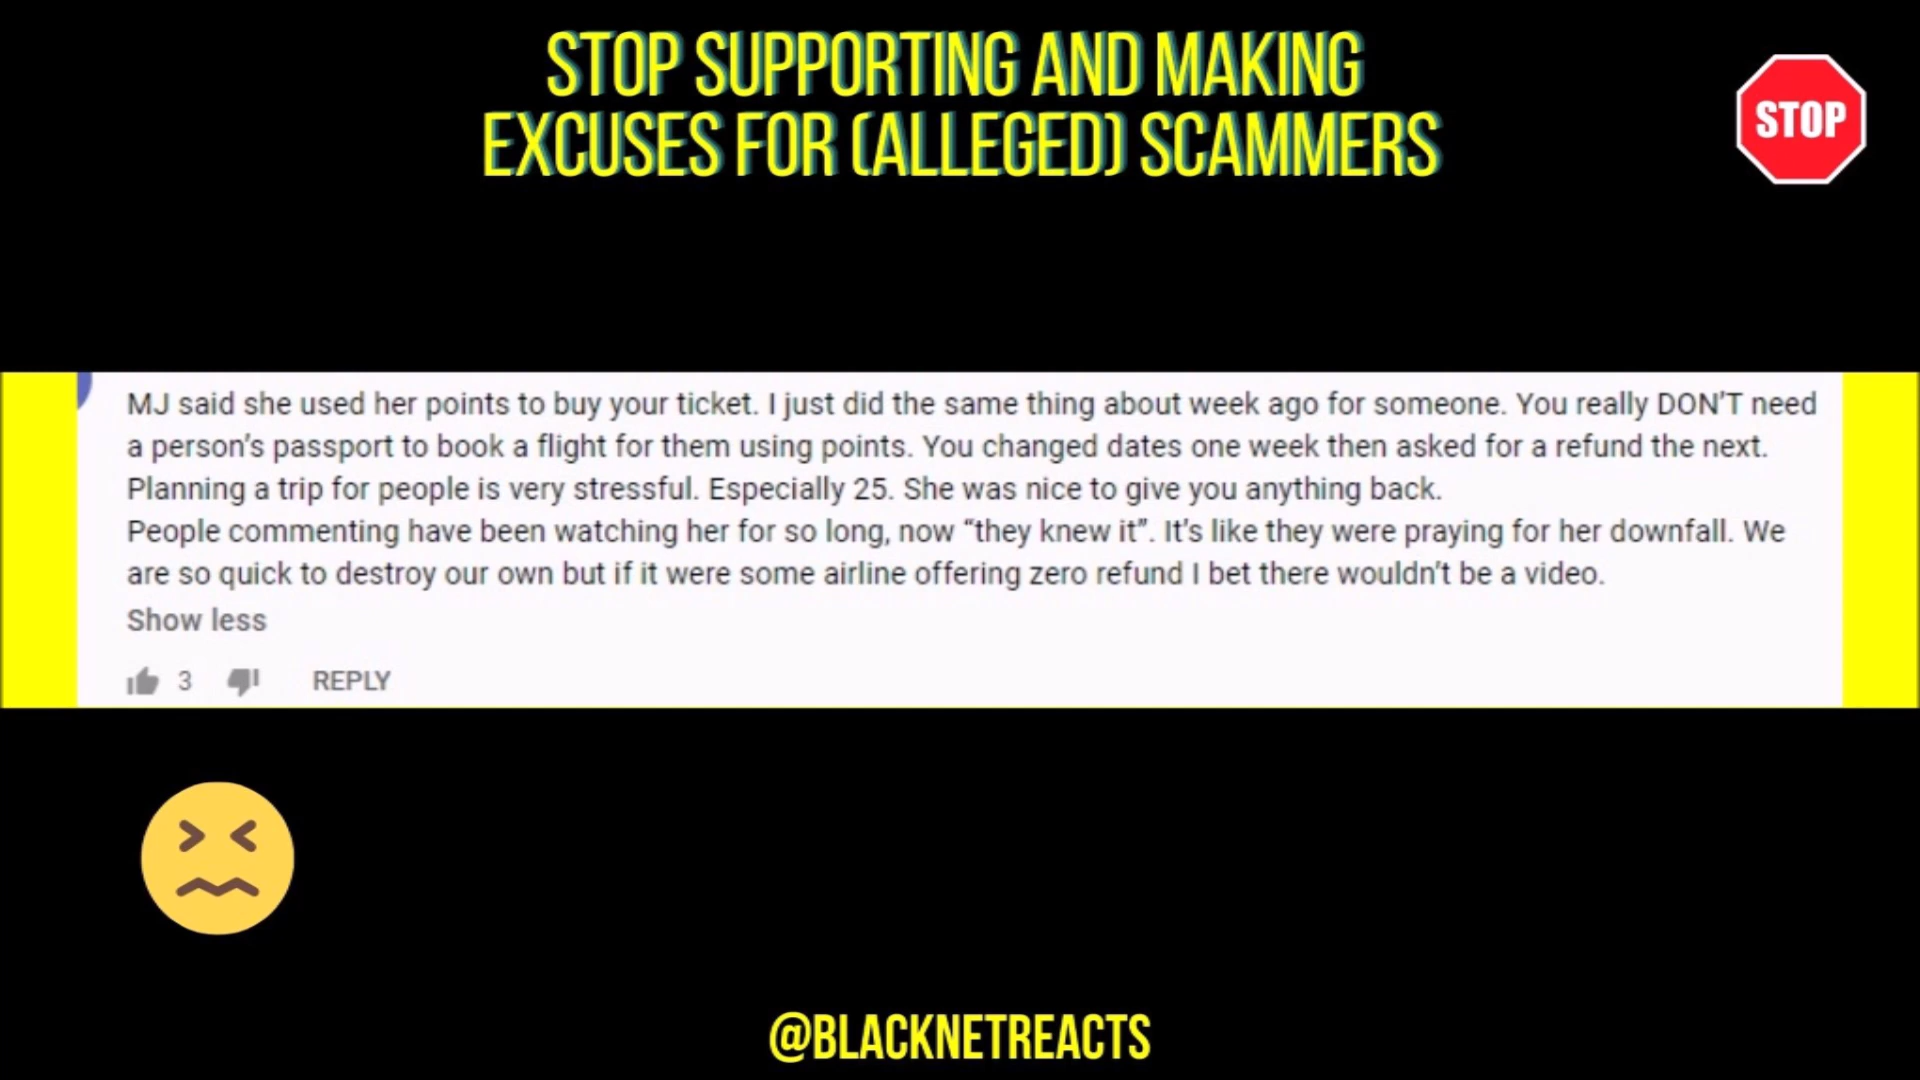 STOP SUPPORTING AND MAKING
EXCUSES FOR (ALLEGED) SCAMMERS
STOP
MJ said she used her points to buy your ticket. I just did the same thing about week ago for someone. You really DON'T need
a person's passport to book a flight for them using points. You changed dates one week then asked for a refund the next.
Planning a trip for people is very stressful. Especially 25. She was nice to give you anything back.
People commenting have been watching her for so long, now “they knew it”. It's like they were praying for her downfall. We
are so quick to destroy our own but if it were some airline offering zero refund I bet there wouldn't be a video.
Show less
3
REPLY
@BLACKNETREACTS